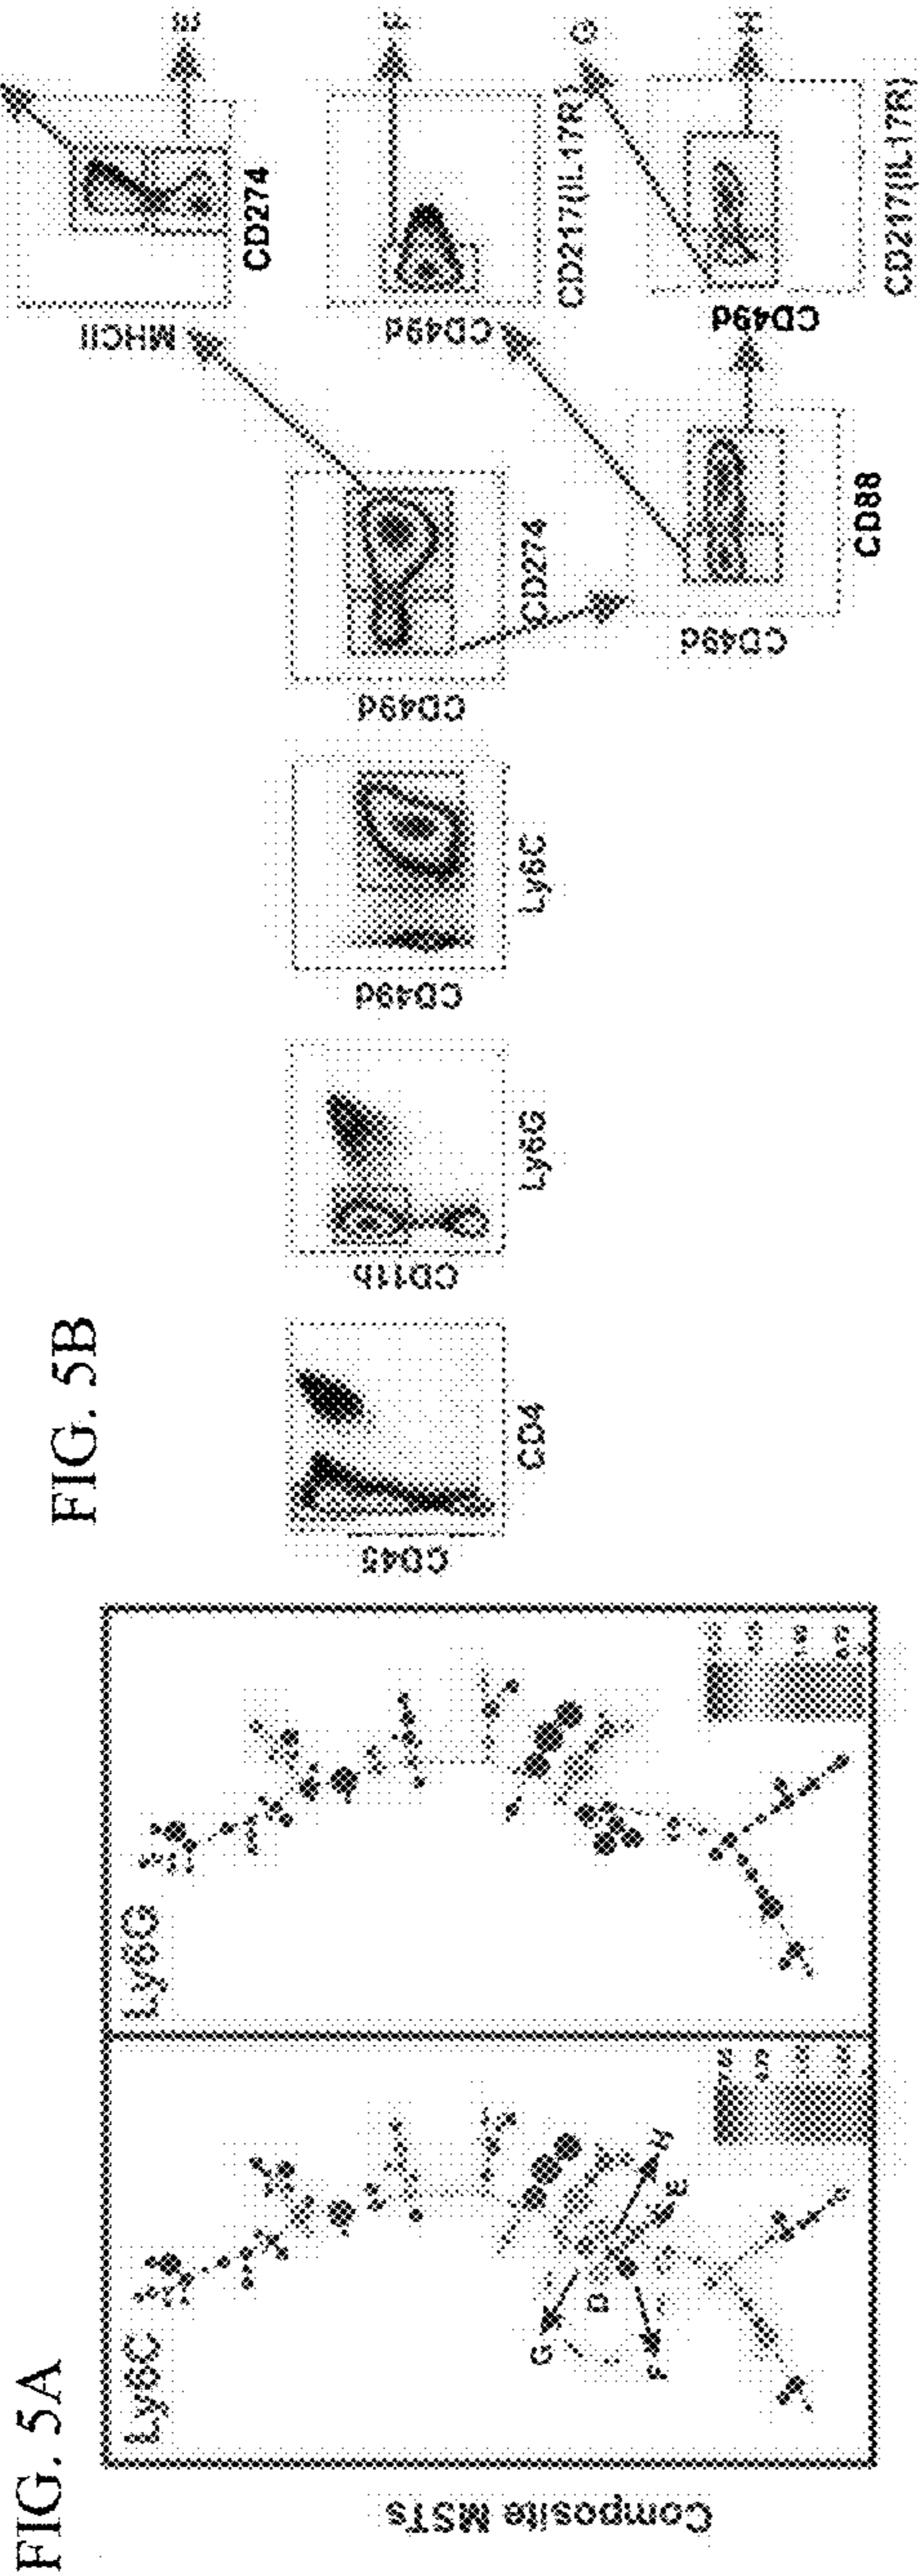 FIG. 5A
Composite MSTs
Ly6C
G
D
F
H
E
Ly6G
FIG. 5B
CD45
CD4
CD11b
Ly6G
CD49d
Ly6C
CD49d
CD274
MHCII
CD274
E
CD49d
CD217(IL17R)
F
CD49d
CD88
CD49d
CD217(IL17R)
G
H